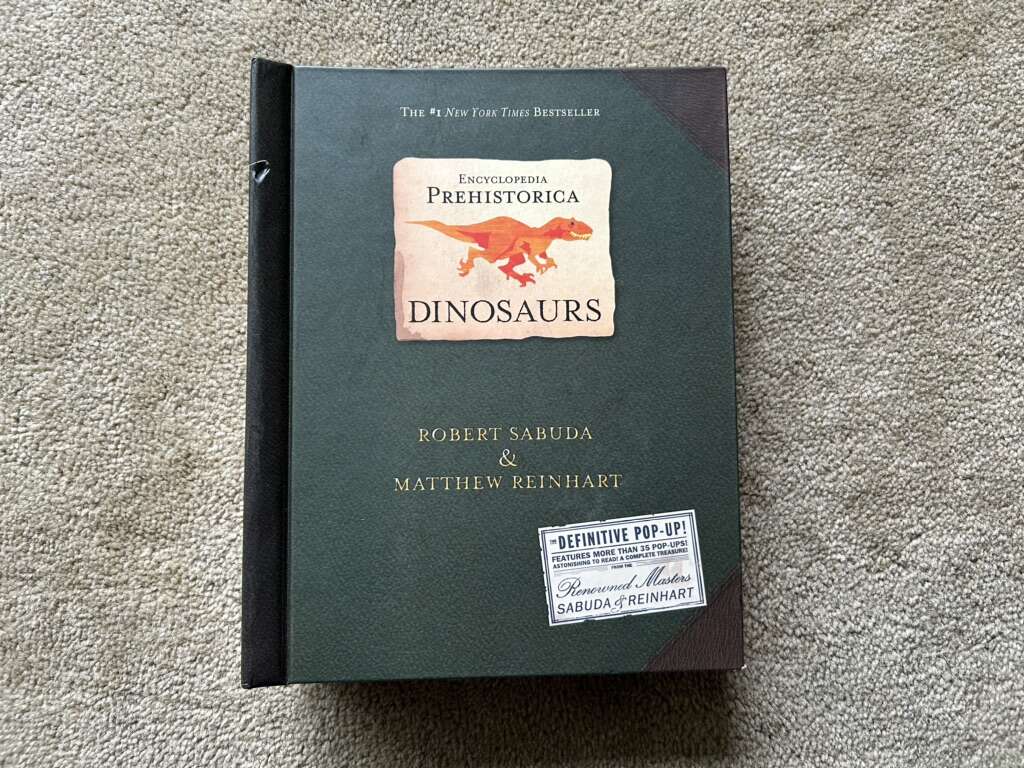 The #1 New York Times Bestseller
Encyclopedia
Prehistorica
DINOSAURS
ROBERT SABUDA
&
MATTHEW REINHART
THE DEFINITIVE POP-UP!
FEATURES MORE THAN 35 POP-UPS!
ASTONISHING TO READ! A COMPLETE TREASURE!
FROM THE
Renowned Masters
SABUDA & REINHART